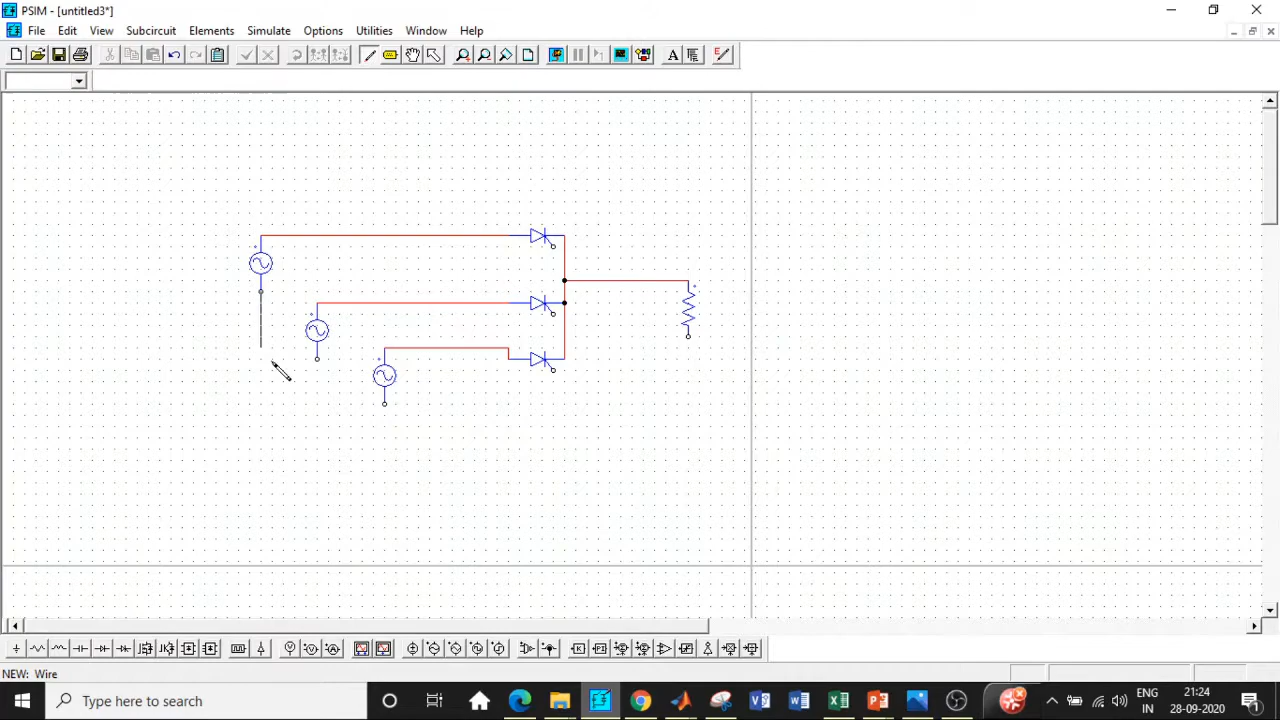 PSIM - [untitled3*]
File Edit View Subcircuit Elements Simulate Options Utilities Window Help
NEW: Wire
Type here to search
ENG
IN
21:24
28-09-2020